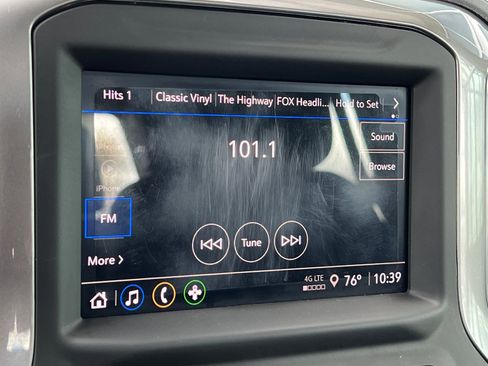 Hits 1 Classic Vinyl The Highway FOX Headli... Hold to Set
101.1
Sound
Browse
iPhone
FM
Tune
More
4G LTE 76° 10:39